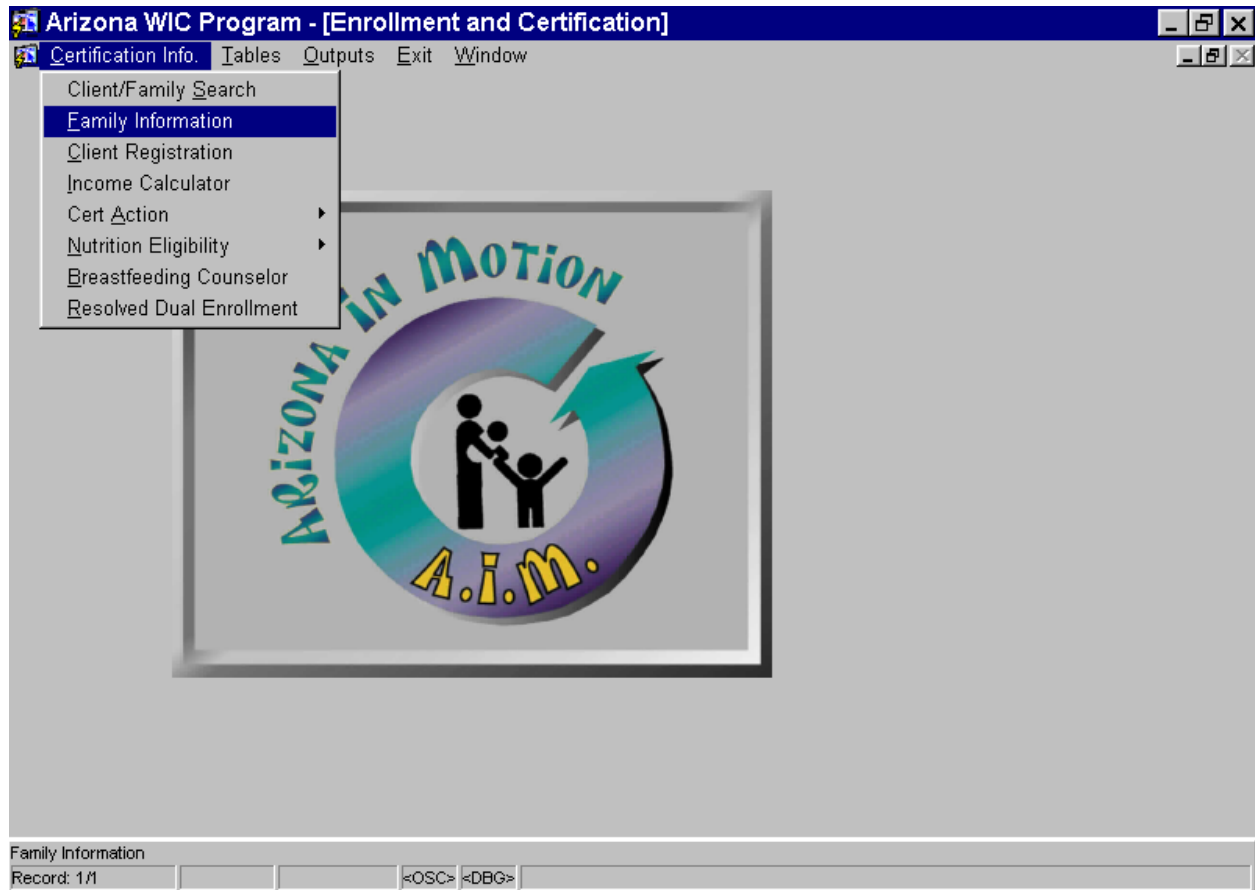 Arizona WIC Program - [Enrollment and Certification]
Certification Info. Tables Outputs Exit Window
Client/Family Search
Family Information
Client Registration
Income Calculator
Cert Action
Nutrition Eligibility
Breastfeeding Counselor
Resolved Dual Enrollment
ARiZONA iN MOTiON
A.i.M.
Family Information
Record: 1/1 <OSC> <DBG>